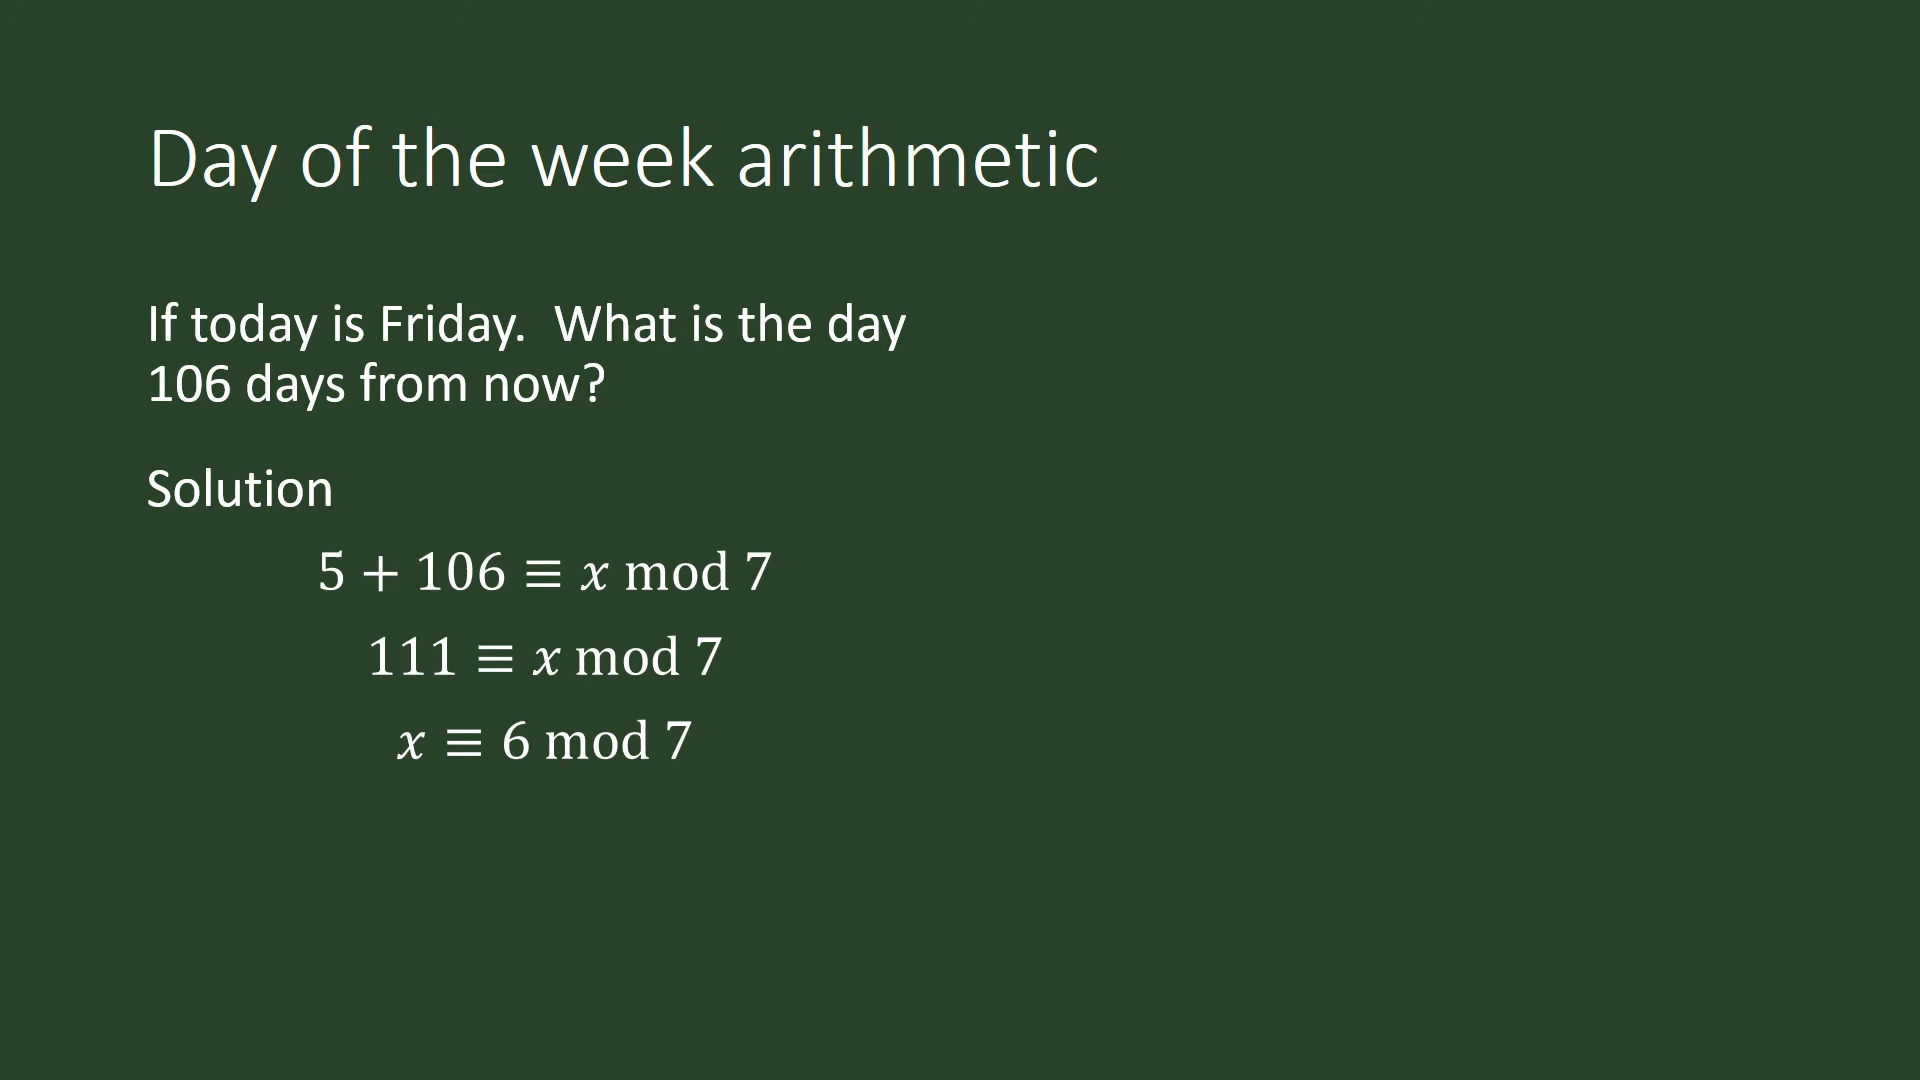 Day of the week arithmetic
If today is Friday.  What is the day
106 days from now?
Solution
5 + 106 ≡ x mod 7
111 ≡ x mod 7
x ≡ 6 mod 7